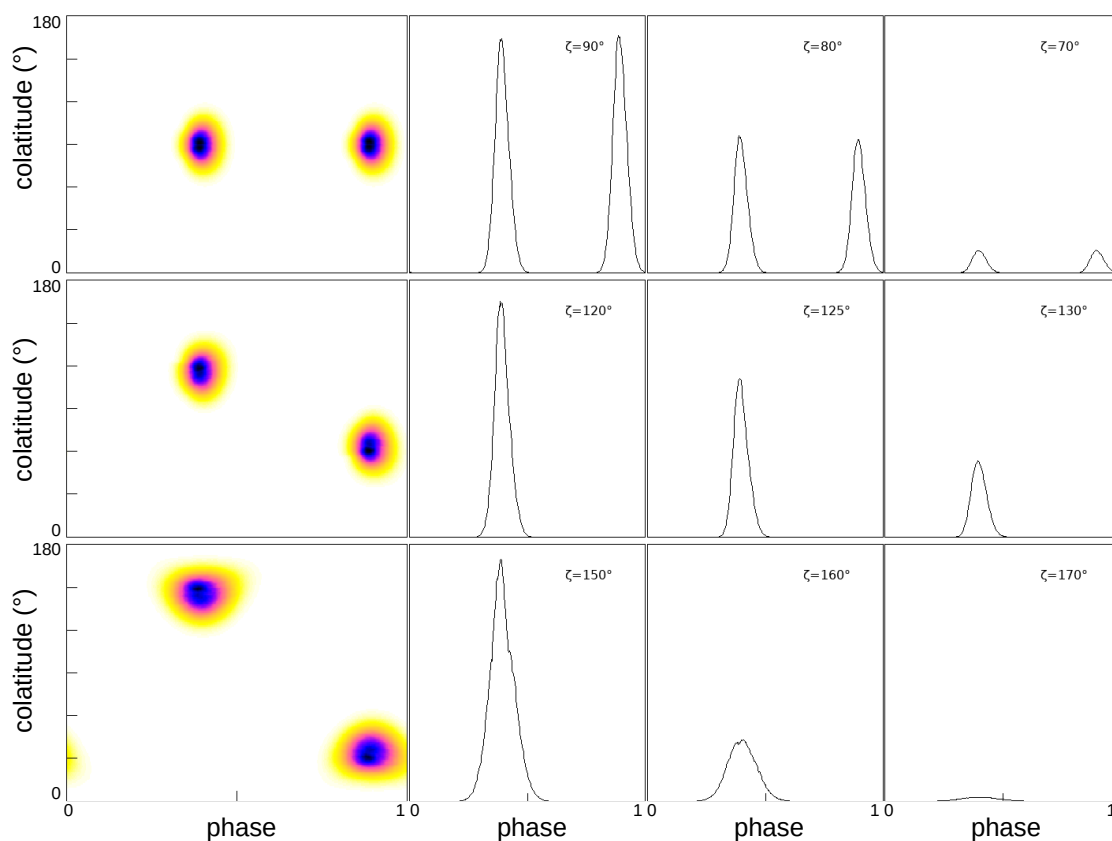 180
colatitude (°)
0
ζ=90°
ζ=80°
ζ=70°
180
colatitude (°)
0
ζ=120°
ζ=125°
ζ=130°
180
colatitude (°)
0
ζ=150°
ζ=160°
ζ=170°
0 1 0 1 0 1 0 1
phase phase phase phase